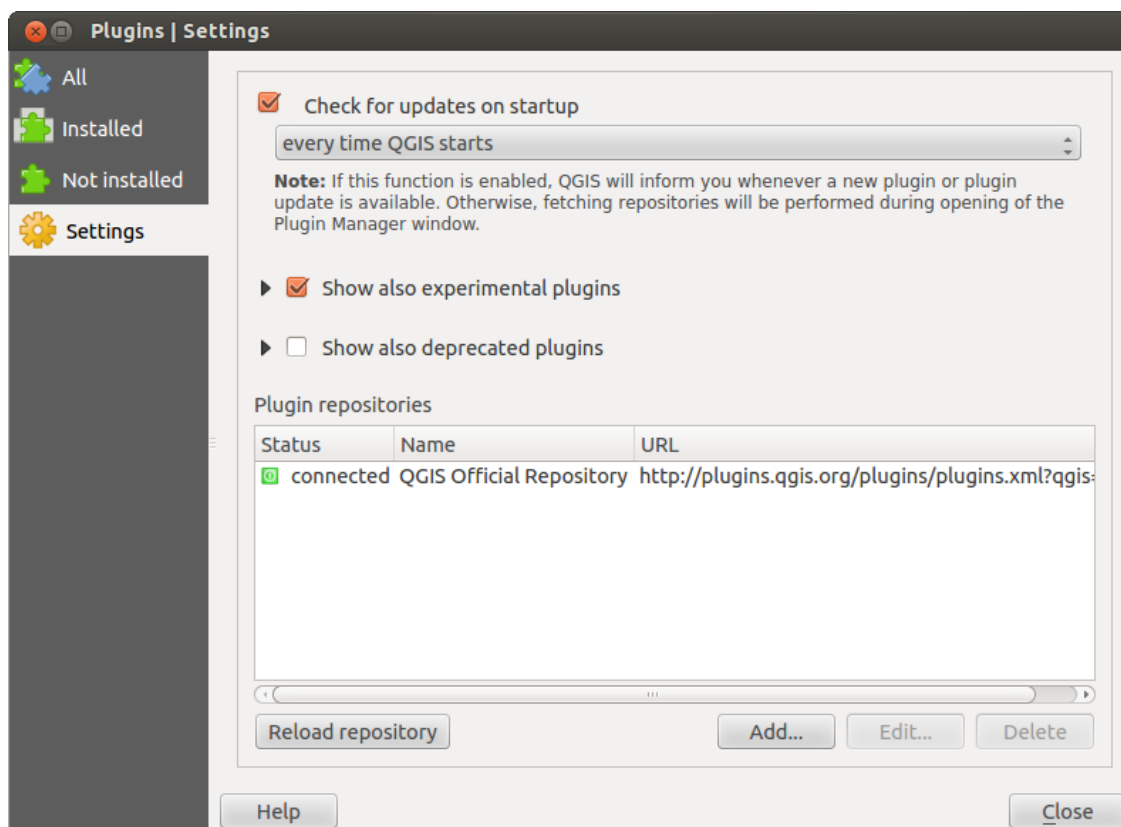 Plugins | Settings
All
Installed
Not installed
Settings
Check for updates on startup
every time QGIS starts
Note: If this function is enabled, QGIS will inform you whenever a new plugin or plugin
update is available. Otherwise, fetching repositories will be performed during opening of the
Plugin Manager window.
Show also experimental plugins
Show also deprecated plugins
Plugin repositories
Status Name URL
connected QGIS Official Repository http://plugins.qgis.org/plugins/plugins.xml?qgis=
Reload repository Add... Edit... Delete
Help Close